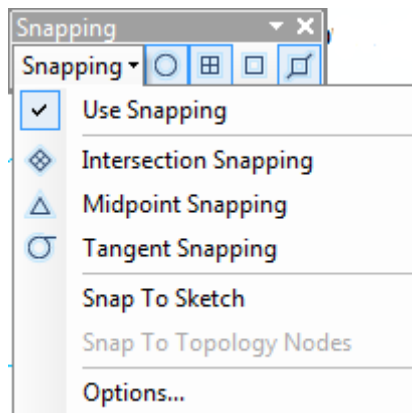 Snapping
Snapping
Use Snapping
Intersection Snapping
Midpoint Snapping
Tangent Snapping
Snap To Sketch
Snap To Topology Nodes
Options...